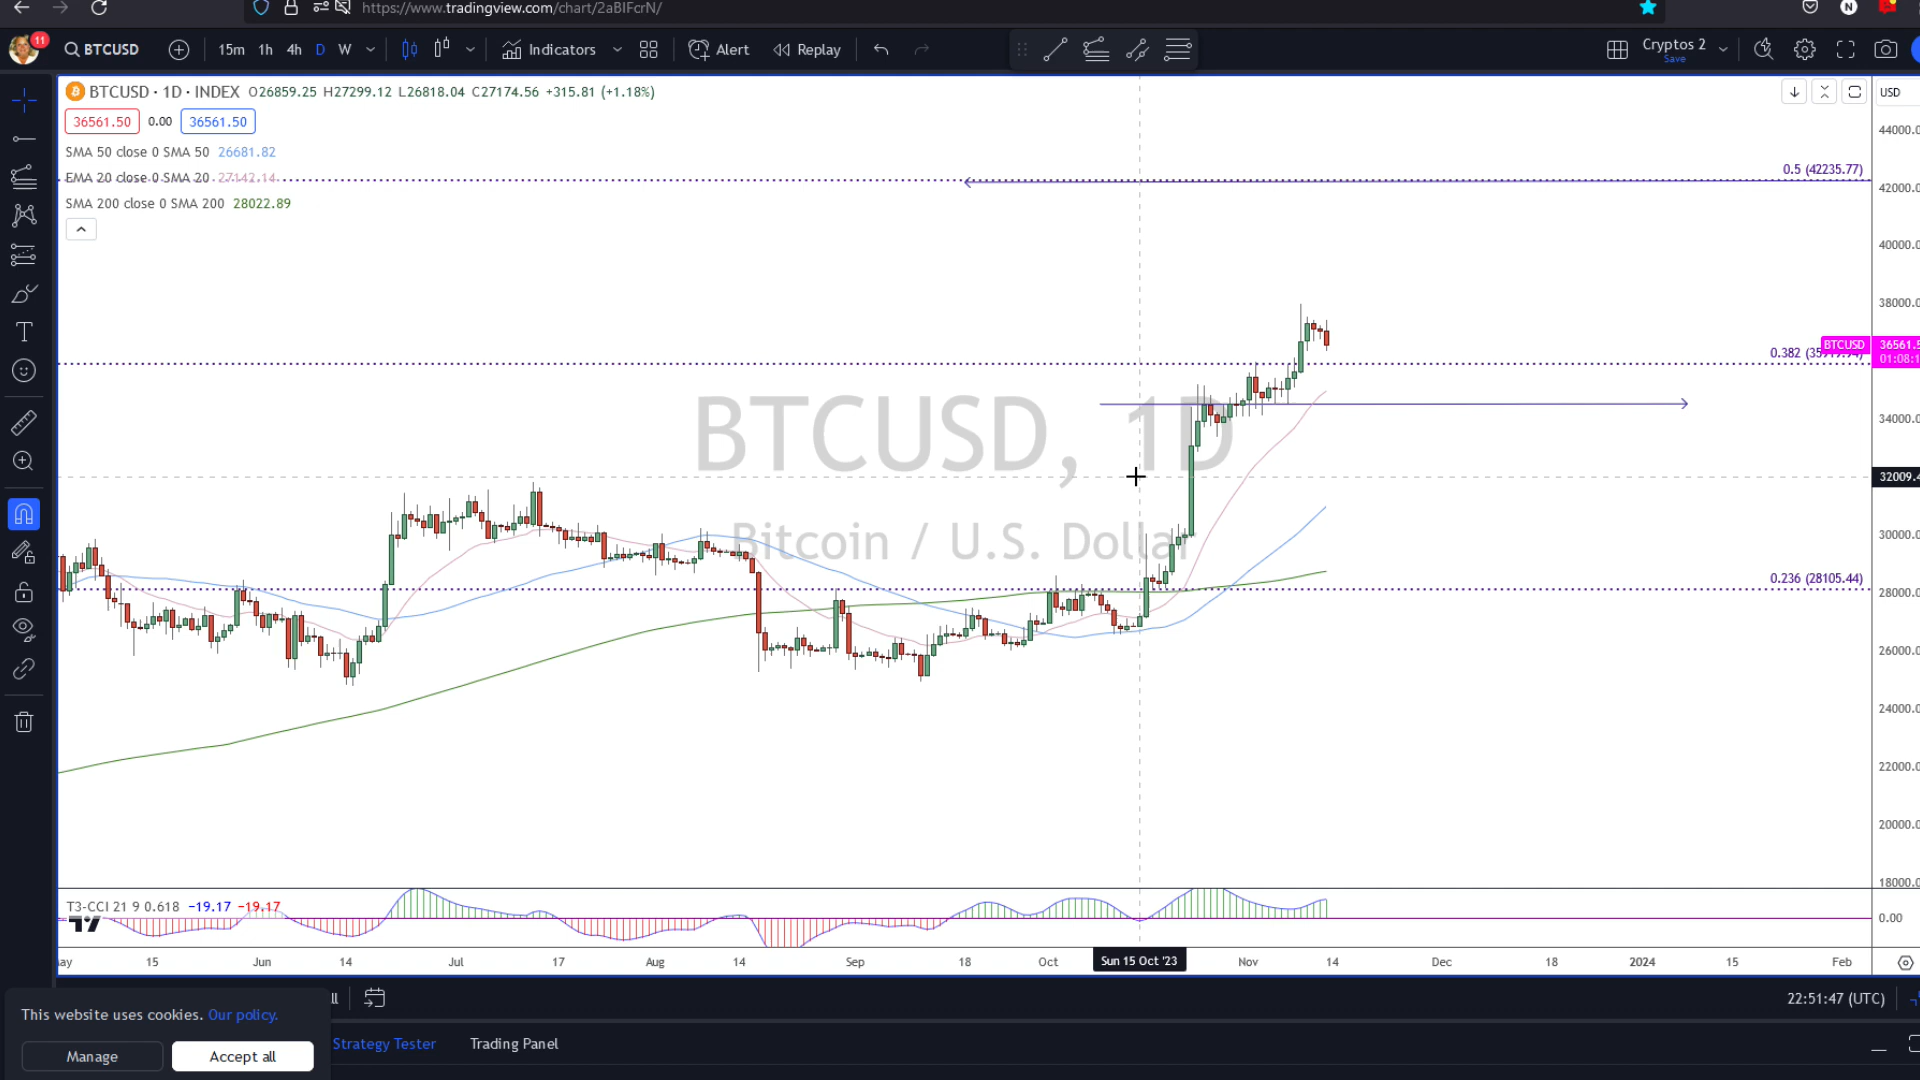 https://www.tradingview.com/chart/2aBIFcrN/
N
11
BTCUSD 15m 1h 4h D W Indicators Alert Replay Cryptos 2
Save
BTCUSD · 1D · INDEX O26859.25 H27299.12 L26818.04 C27174.56 +315.81 (+1.18%)
USD
36561.50 0.00 36561.50
SMA 50 close 0 SMA 50 26681.82
EMA 20 close 0 SMA 20 27142.14
SMA 200 close 0 SMA 200 28022.89
44000.0
0.5 (42235.77)
42000.0
40000.0
38000.0
BTCUSD 36561.5
01:08:1
0.382
34000.0
BTCUSD, 1D
32009.4
Bitcoin / U.S. Dollar
30000.0
0.236 (28105.44)
28000.0
26000.0
24000.0
22000.0
20000.0
18000.0
T3-CCI 21 9 0.618 −19.17 −19.17
0.00
ay 15 Jun 14 Jul 17 Aug 14 Sep 18 Oct Sun 15 Oct '23 Nov 14 Dec 18 2024 15 Feb
ll
22:51:47 (UTC)
This website uses cookies. Our policy.
Manage Accept all
Strategy Tester Trading Panel